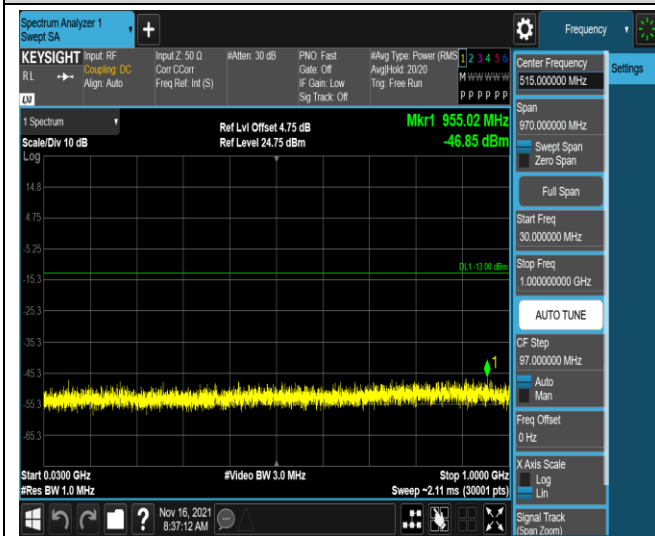 Spectrum Analyzer 1
Swept SA
+
Frequency
KEYSIGHT
RL
LXI
Input: RF
Coupling: DC
Align: Auto
Input Z: 50 Ω
Corr CCorr
Freq Ref: Int (S)
#Atten: 30 dB
PNO: Fast
Gate: Off
IF Gain: Low
Sig Track: Off
#Avg Type: Power (RMS
Avg|Hold: 20/20
Trig: Free Run
1 2 3 4 5 6
M W W W W W
P P P P P P
1 Spectrum
Scale/Div 10 dB
Log
Ref Lvl Offset 4.75 dB
Ref Level 24.75 dBm
Mkr1 955.02 MHz
-46.85 dBm
14.8
4.75
-5.25
-15.3
-25.3
-35.3
-45.3
-55.3
-65.3
DL1 -13.00 dBm
1
Start 0.0300 GHz
#Res BW 1.0 MHz
#Video BW 3.0 MHz
Stop 1.0000 GHz
Sweep ~2.11 ms (30001 pts)
?
Nov 16, 2021
8:37:12 AM
Center Frequency
515.000000 MHz
Settings
Span
970.000000 MHz
Swept Span
Zero Span
Full Span
Start Freq
30.000000 MHz
Stop Freq
1.000000000 GHz
AUTO TUNE
CF Step
97.000000 MHz
Auto
Man
Freq Offset
0 Hz
X Axis Scale
Log
Lin
Signal Track
(Span Zoom)